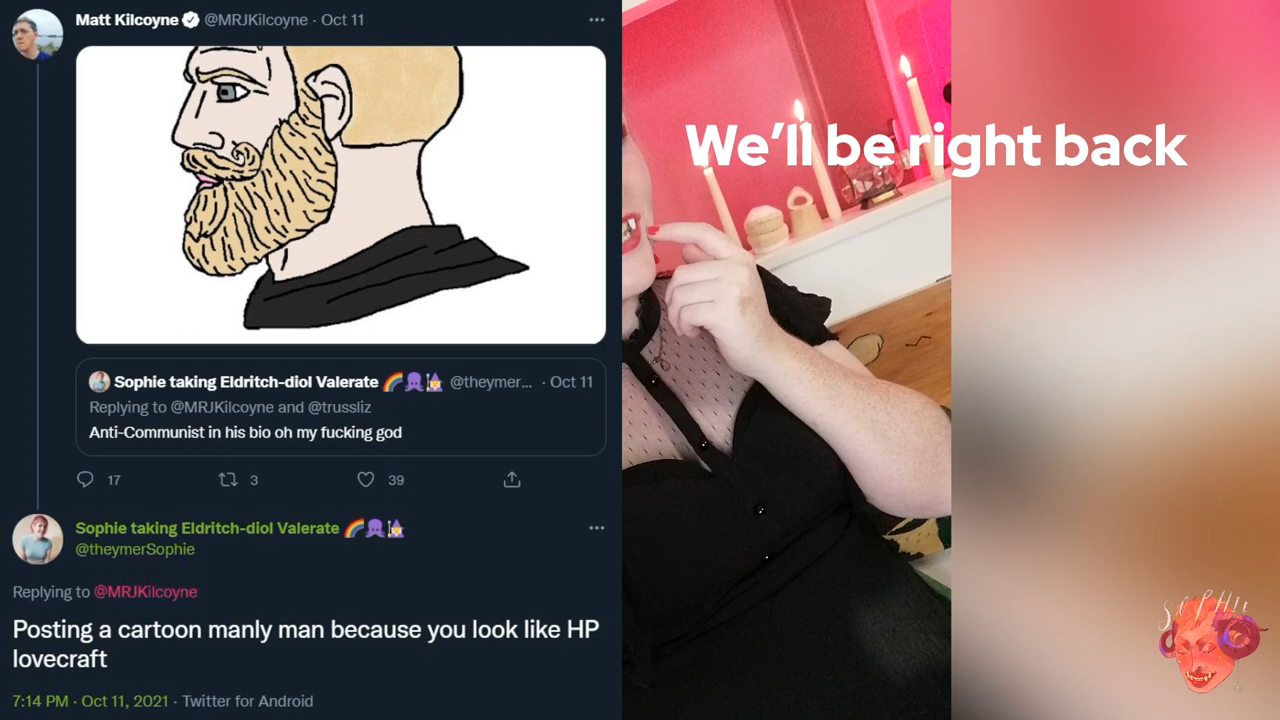 Matt Kilcoyne @MRJKilcoyne · Oct 11
Sophie taking Eldritch-diol Valerate 🌈👤🧙 @theymer... · Oct 11
Replying to @MRJKilcoyne and @trussliz
Anti-Communist in his bio oh my fucking god
17 3 39
Sophie taking Eldritch-diol Valerate 🌈👤🧙
@theymerSophie
Replying to @MRJKilcoyne
Posting a cartoon manly man because you look like HP
lovecraft
7:14 PM · Oct 11, 2021 · Twitter for Android
We'll be right back
SOPHIE